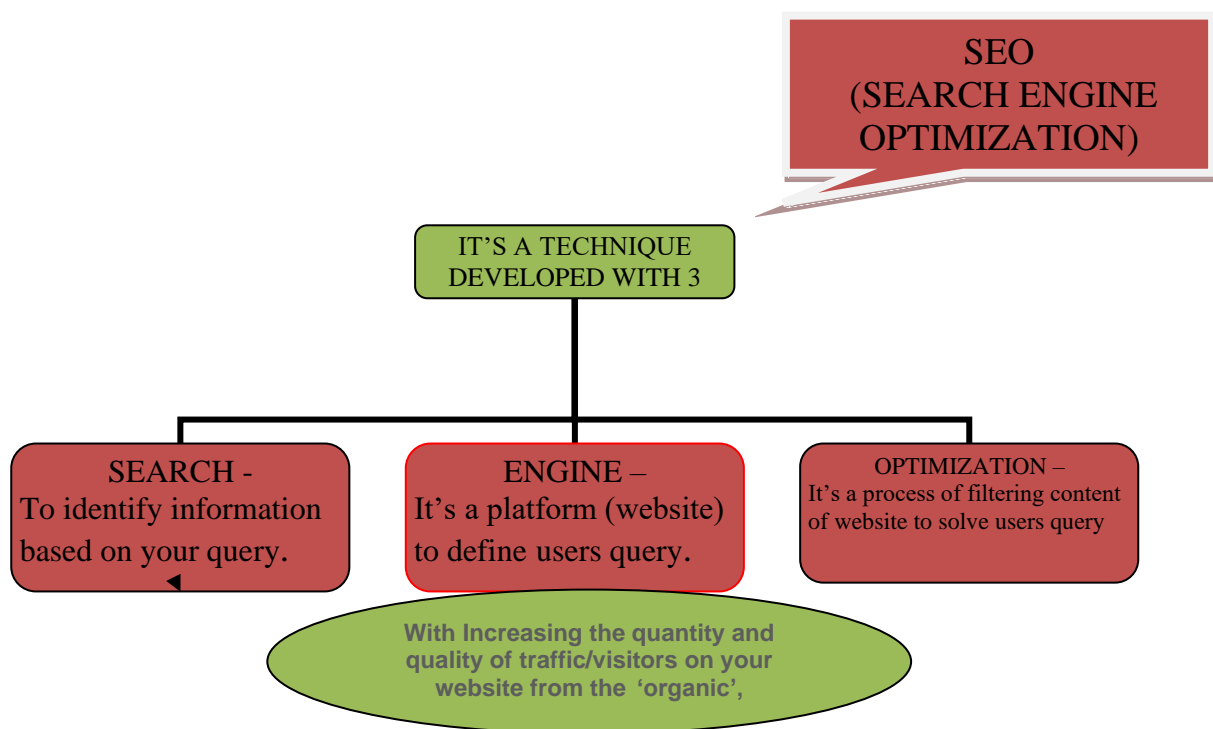 SEO
(SEARCH ENGINE
OPTIMIZATION)
IT’S A TECHNIQUE
DEVELOPED WITH 3
SEARCH -
To identify information
based on your query.
ENGINE –
It’s a platform (website)
to define users query.
OPTIMIZATION –
It’s a process of filtering content
of website to solve users query
With Increasing the quantity and
quality of traffic/visitors on your
website from the ‘organic’,